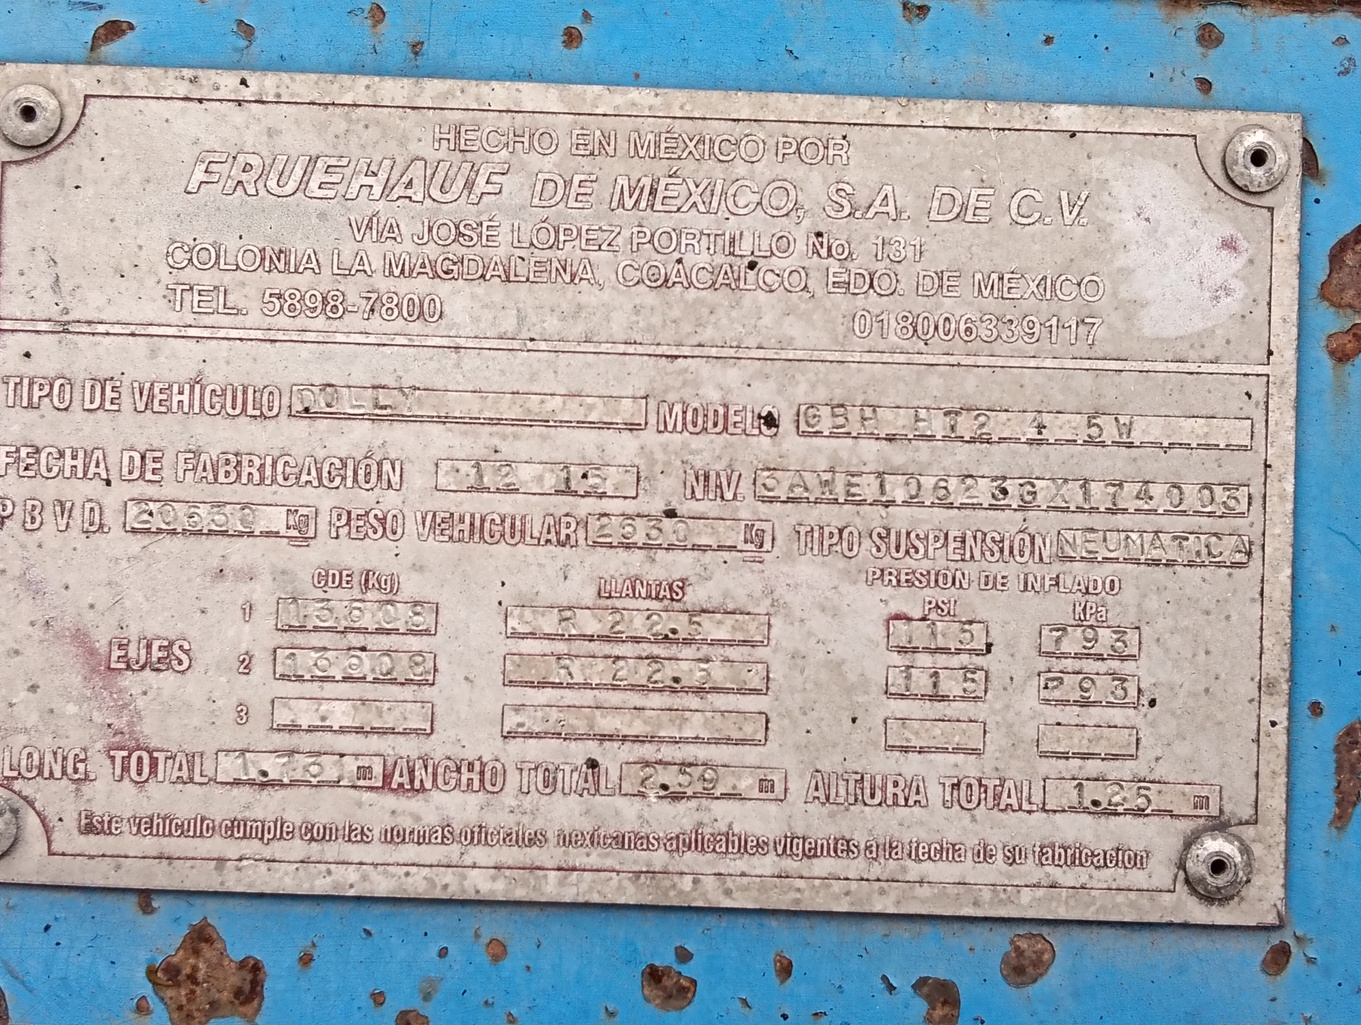 HECHO EN MÉXICO POR
FRUEHAUF DE MÉXICO, S.A. DE C.V.
VÍA JOSÉ LÓPEZ PORTILLO No. 131
COLONIA LA MAGDALENA, COACALCO, EDO. DE MÉXICO
TEL. 5898-7800 018006339117
TIPO DE VEHÍCULO DOLLY MODELO GBH HT2 4 5W
FECHA DE FABRICACIÓN 12 15 NIV. 3AWE10623GX174003
P B V D. Kg PESO VEHICULAR Kg TIPO SUSPENSIÓN NEUMATICA
CDE (Kg) LLANTAS PRESION DE INFLADO
PSI KPa
1 R 22.5 115 793
EJES 2 R 22.5 115 793
3
LONG. TOTAL m ANCHO TOTAL 2.59 m ALTURA TOTAL 1.25 m
Este vehículo cumple con las normas oficiales mexicanas aplicables vigentes a la fecha de su fabricacion